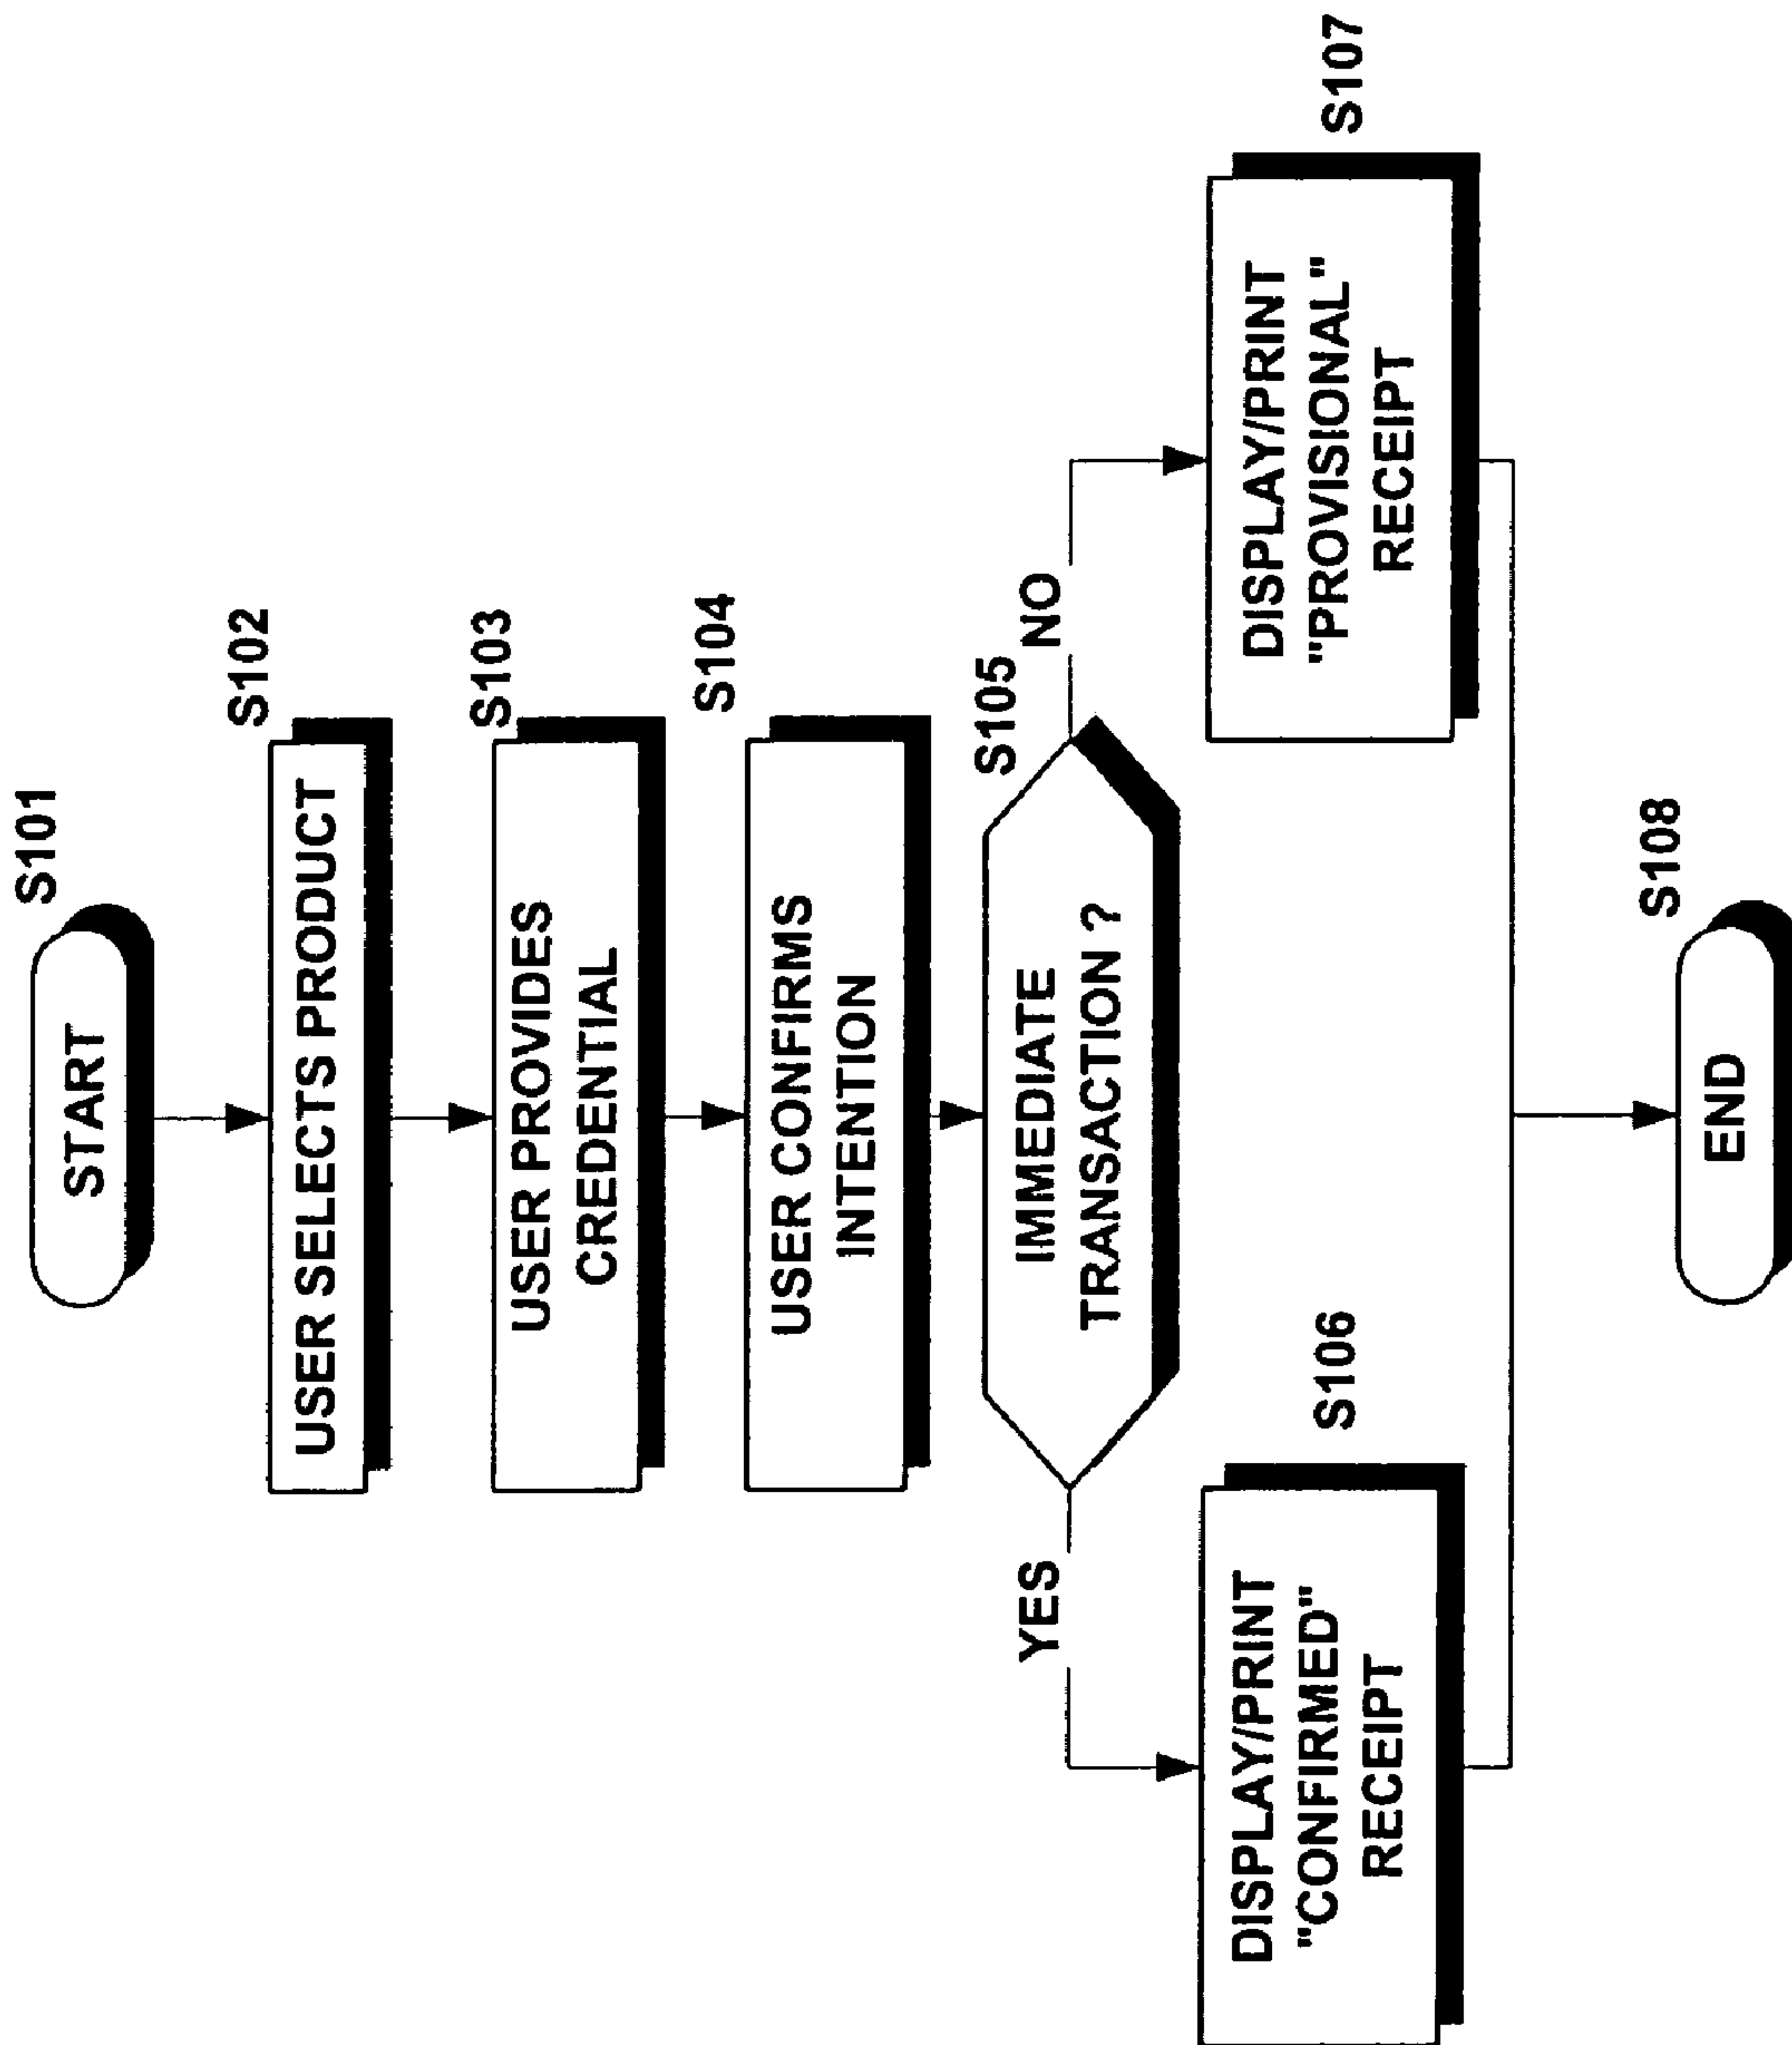 S101
START
S102
USER SELECTS PRODUCT
S103
USER PROVIDES
CREDENTIAL
S104
USER CONFIRMS
INTENTION
S105
IMMEDIATE
TRANSACTION ?
YES
NO
S106
DISPLAY/PRINT
"CONFIRMED"
RECEIPT
S107
DISPLAY/PRINT
"PROVISIONAL"
RECEIPT
S108
END